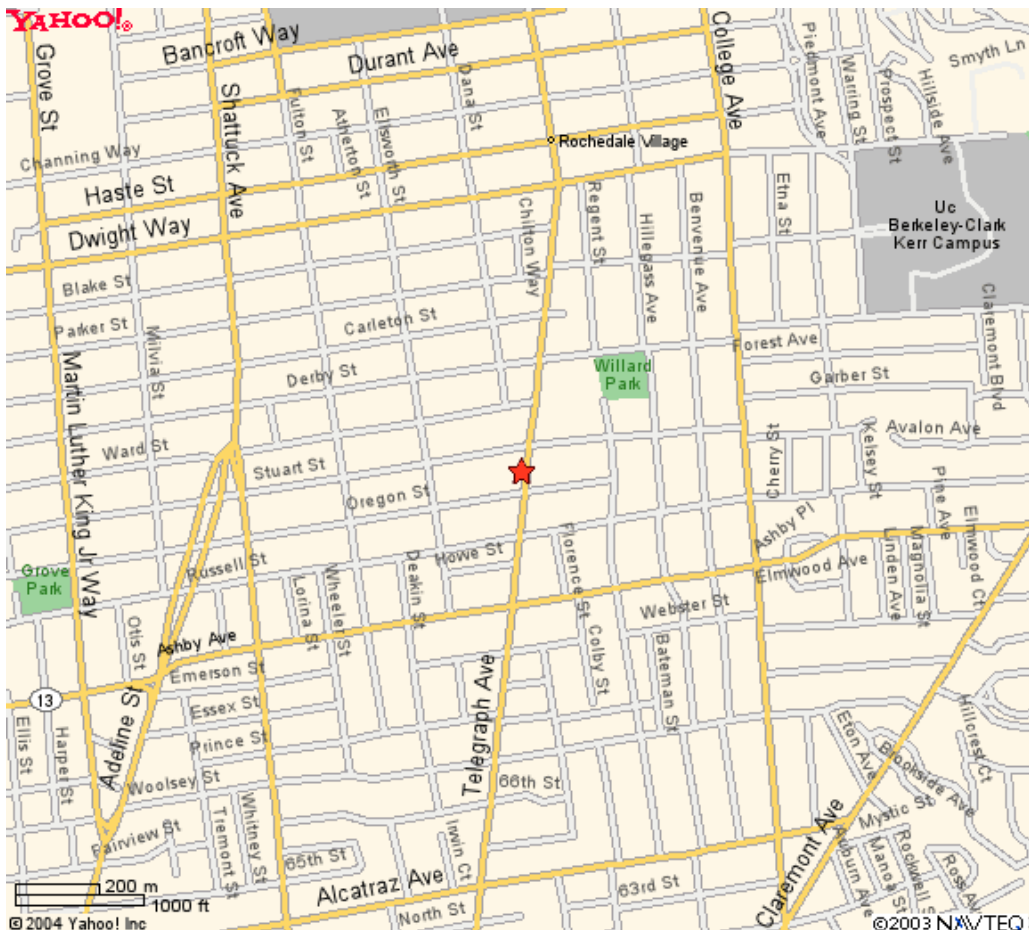 YAHOO!®
Bancroft Way
Durant Ave
Grove St
Shattuck Ave
College Ave
Piedmont Ave
Warring St
Prospect St
Hillside Ave
Smyth Ln
Fulton St
Atherton St
Ellsworth St
Dana St
Channing Way
Haste St
Dwight Way
Rochedale Village
Uc
Berkeley-Clark
Kerr Campus
Chilton Way
Regent St
Hillegass Ave
Benvenue Ave
Etna St
Blake St
Parker St
Milvia St
Carleton St
Derby St
Forest Ave
Claremont Blvd
Willard
Park
Garber St
Martin Luther King Jr Way
Ward St
Stuart St
Oregon St
Cherry St
Kelsey St
Avalon Ave
Pine Ave
Elmwood Ct
Grove
Park
Russell St
Lorina St
Wheeler St
Deakin St
Howe St
Florence St
Ashby Pl
Elmwood Ave
Linden Ave
Magnolia St
Otis St
Ashby Ave
Webster St
Colby St
Bateman St
13
Emerson St
Essex St
Prince St
Woolsey St
Ellis St
Harper St
Adeline St
Telegraph Ave
66th St
Eton Ave
Brookside Ave
Hillcrest Ct
Fairview St
Tremont St
Whitney St
65th St
Irwin Ct
Mystic St
Claremont Ave
Auburn Ave
Manoa St
Rockwell St
Ross Ave
Alcatraz Ave
North St
63rd St
200 m
1000 ft
©2004 Yahoo! Inc
©2003 NAVTEQ